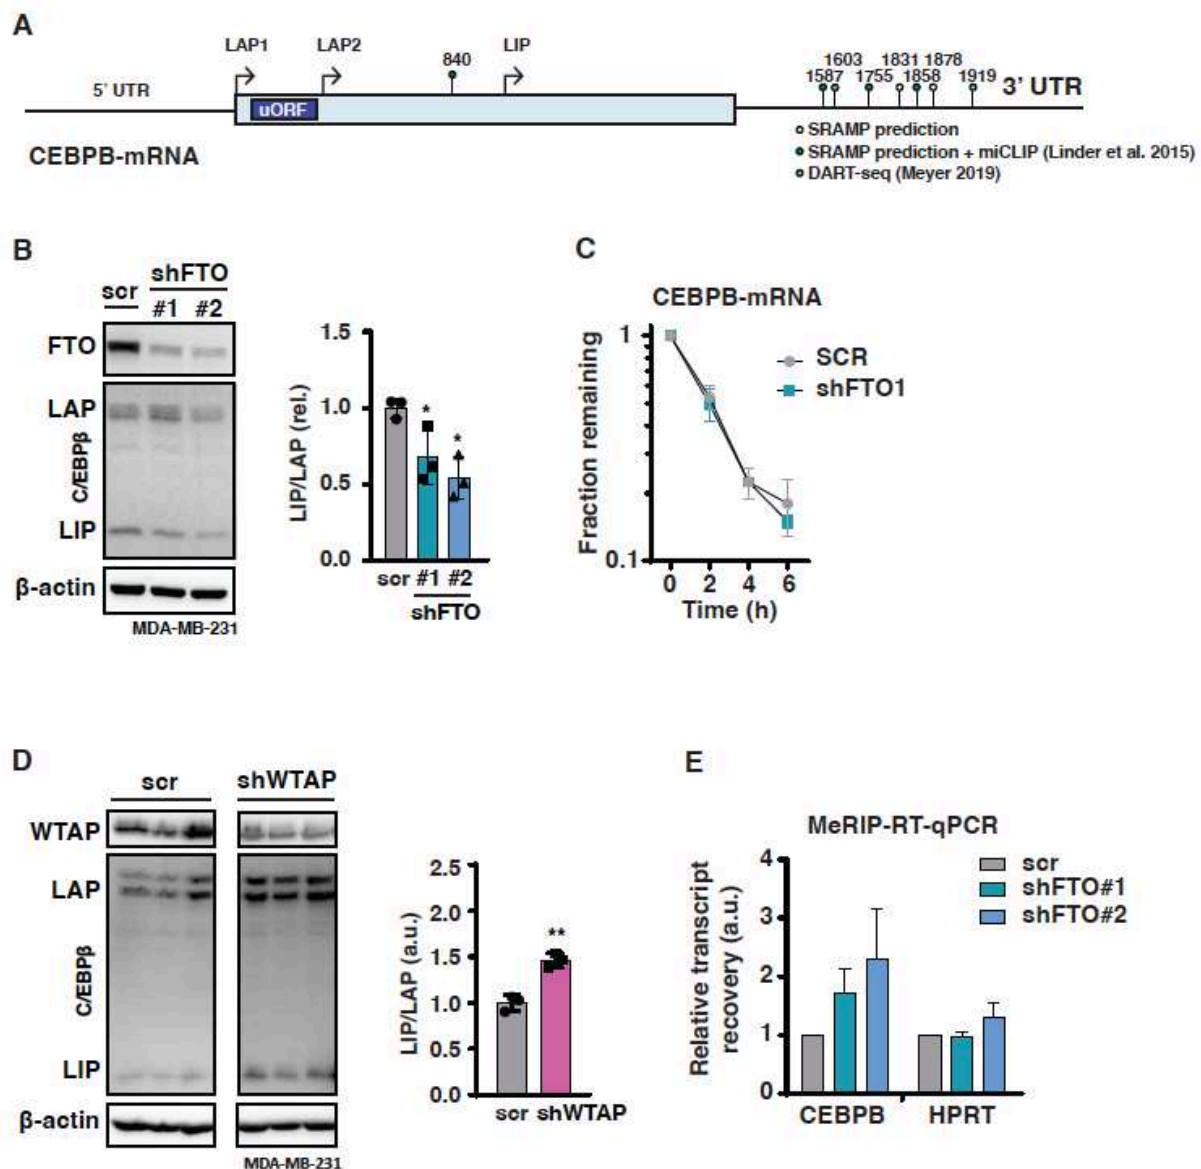 A
LAP1
LAP2
840
LIP
1603
1831 1878
1587 1755 1858 1919
5' UTR
uORF
3' UTR
CEBPB-mRNA
SRAMP prediction
SRAMP prediction + miCLIP (Linder et al. 2015)
DART-seq (Meyer 2019)
B
scr
shFTO
#1 #2
FTO
LAP
C/EBPβ
LIP
β-actin
MDA-MB-231
LIP/LAP (rel.)
1.5
1.0
0.5
0.0
*
*
scr #1 #2
shFTO
C
CEBPB-mRNA
Fraction remaining
1
0.1
SCR
shFTO1
0 2 4 6
Time (h)
D
scr
shWTAP
WTAP
LAP
C/EBPβ
LIP
β-actin
MDA-MB-231
LIP/LAP (a.u.)
2.5
2.0
1.5
1.0
0.5
0.0
**
scr shWTAP
E
MeRIP-RT-qPCR
Relative transcript
recovery (a.u.)
4
3
2
1
0
scr
shFTO#1
shFTO#2
CEBPB HPRT